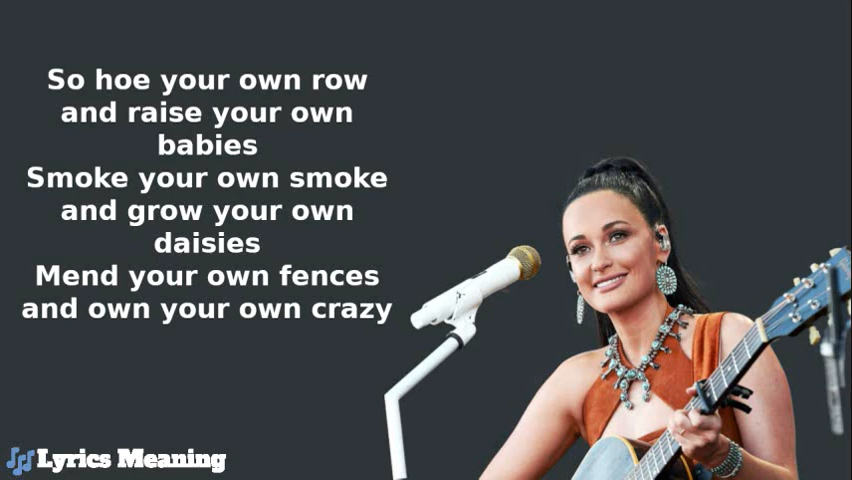 So hoe your own row
and raise your own
babies
Smoke your own smoke
and grow your own
daisies
Mend your own fences
and own your own crazy
Lyrics Meaning